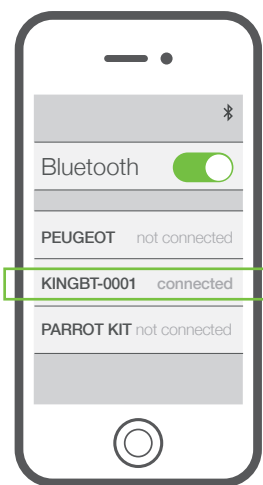 Bluetooth
PEUGEOT not connected
KINGBT-0001 connected
PARROT KIT not connected